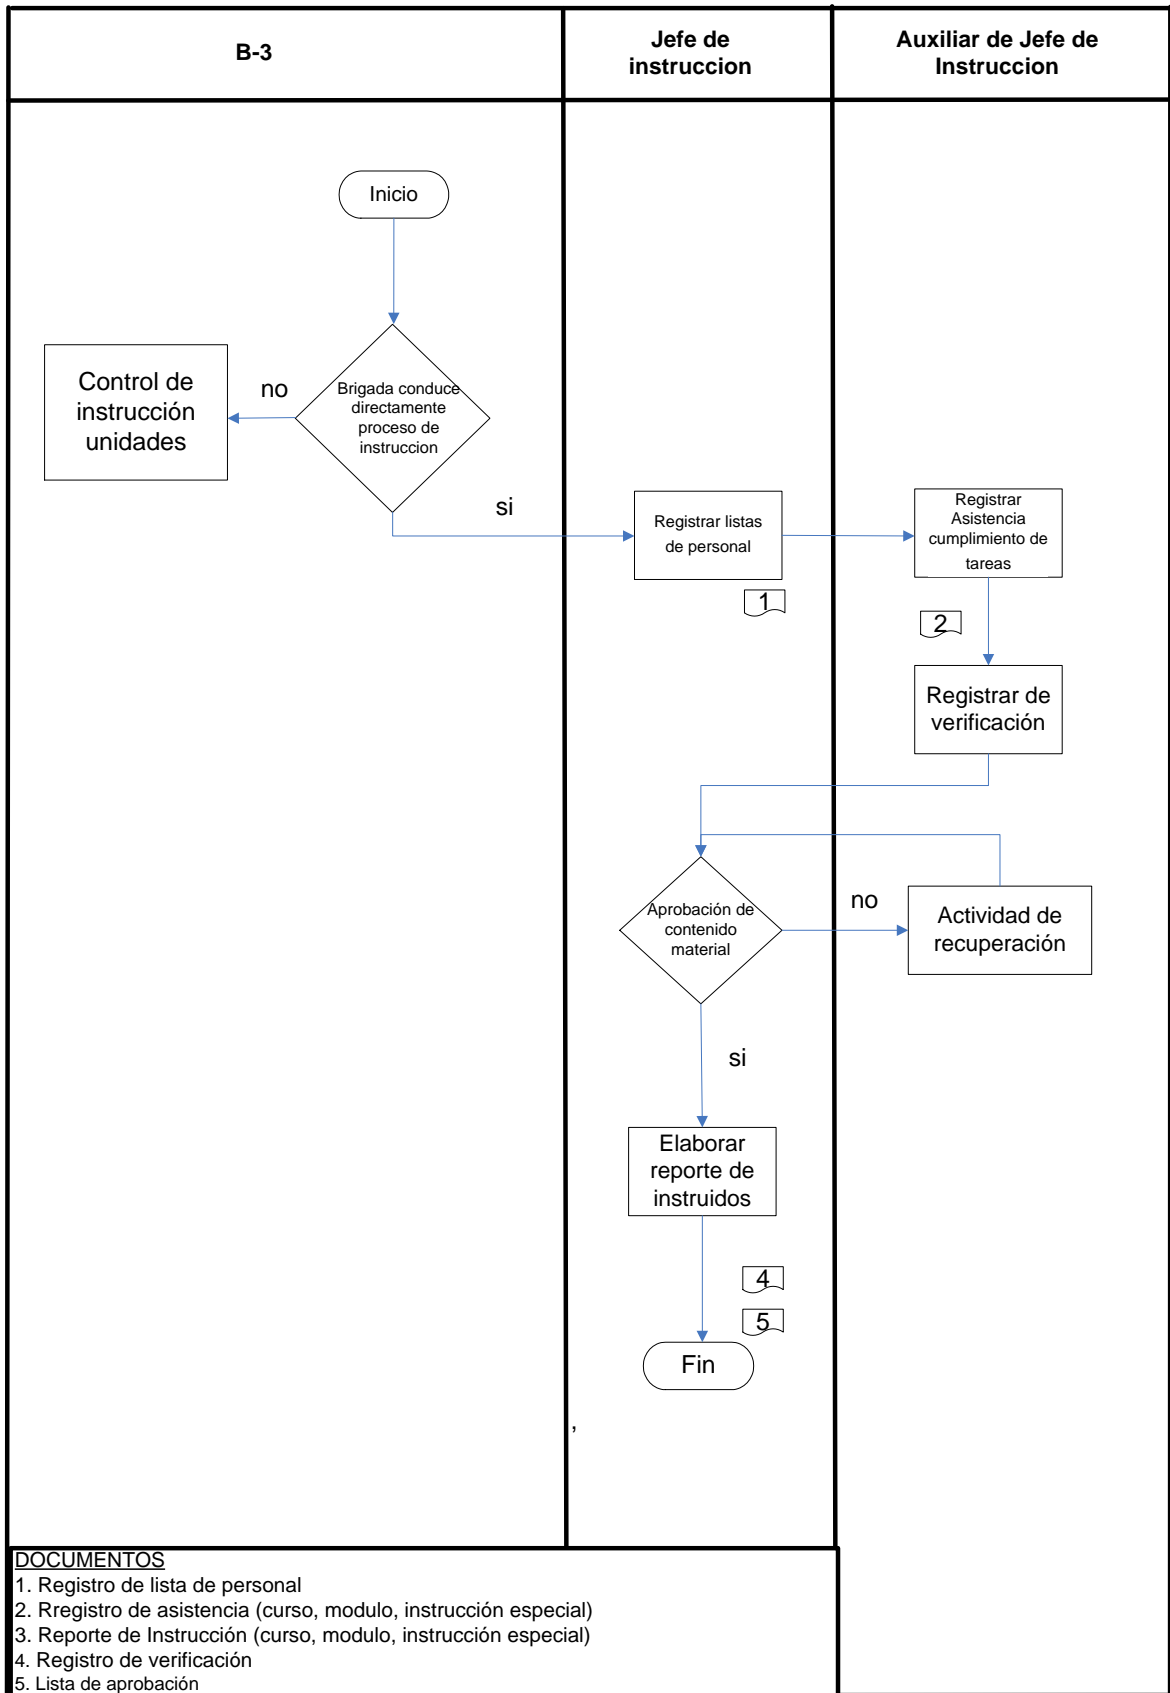 B-3
Jefe de
instruccion
Auxiliar de Jefe de
Instruccion
Inicio
Brigada conduce
directamente
proceso de
instruccion
no
Control de
instrucción
unidades
si
Registrar listas
de personal
1
Registrar
Asistencia
cumplimiento de
tareas
2
Registrar de
verificación
Aprobación de
contenido
material
no
Actividad de
recuperación
si
Elaborar
reporte de
instruidos
4
5
Fin
,
DOCUMENTOS
1. Registro de lista de personal
2. Rregistro de asistencia (curso, modulo, instrucción especial)
3. Reporte de Instrucción (curso, modulo, instrucción especial)
4. Registro de verificación
5. Lista de aprobación